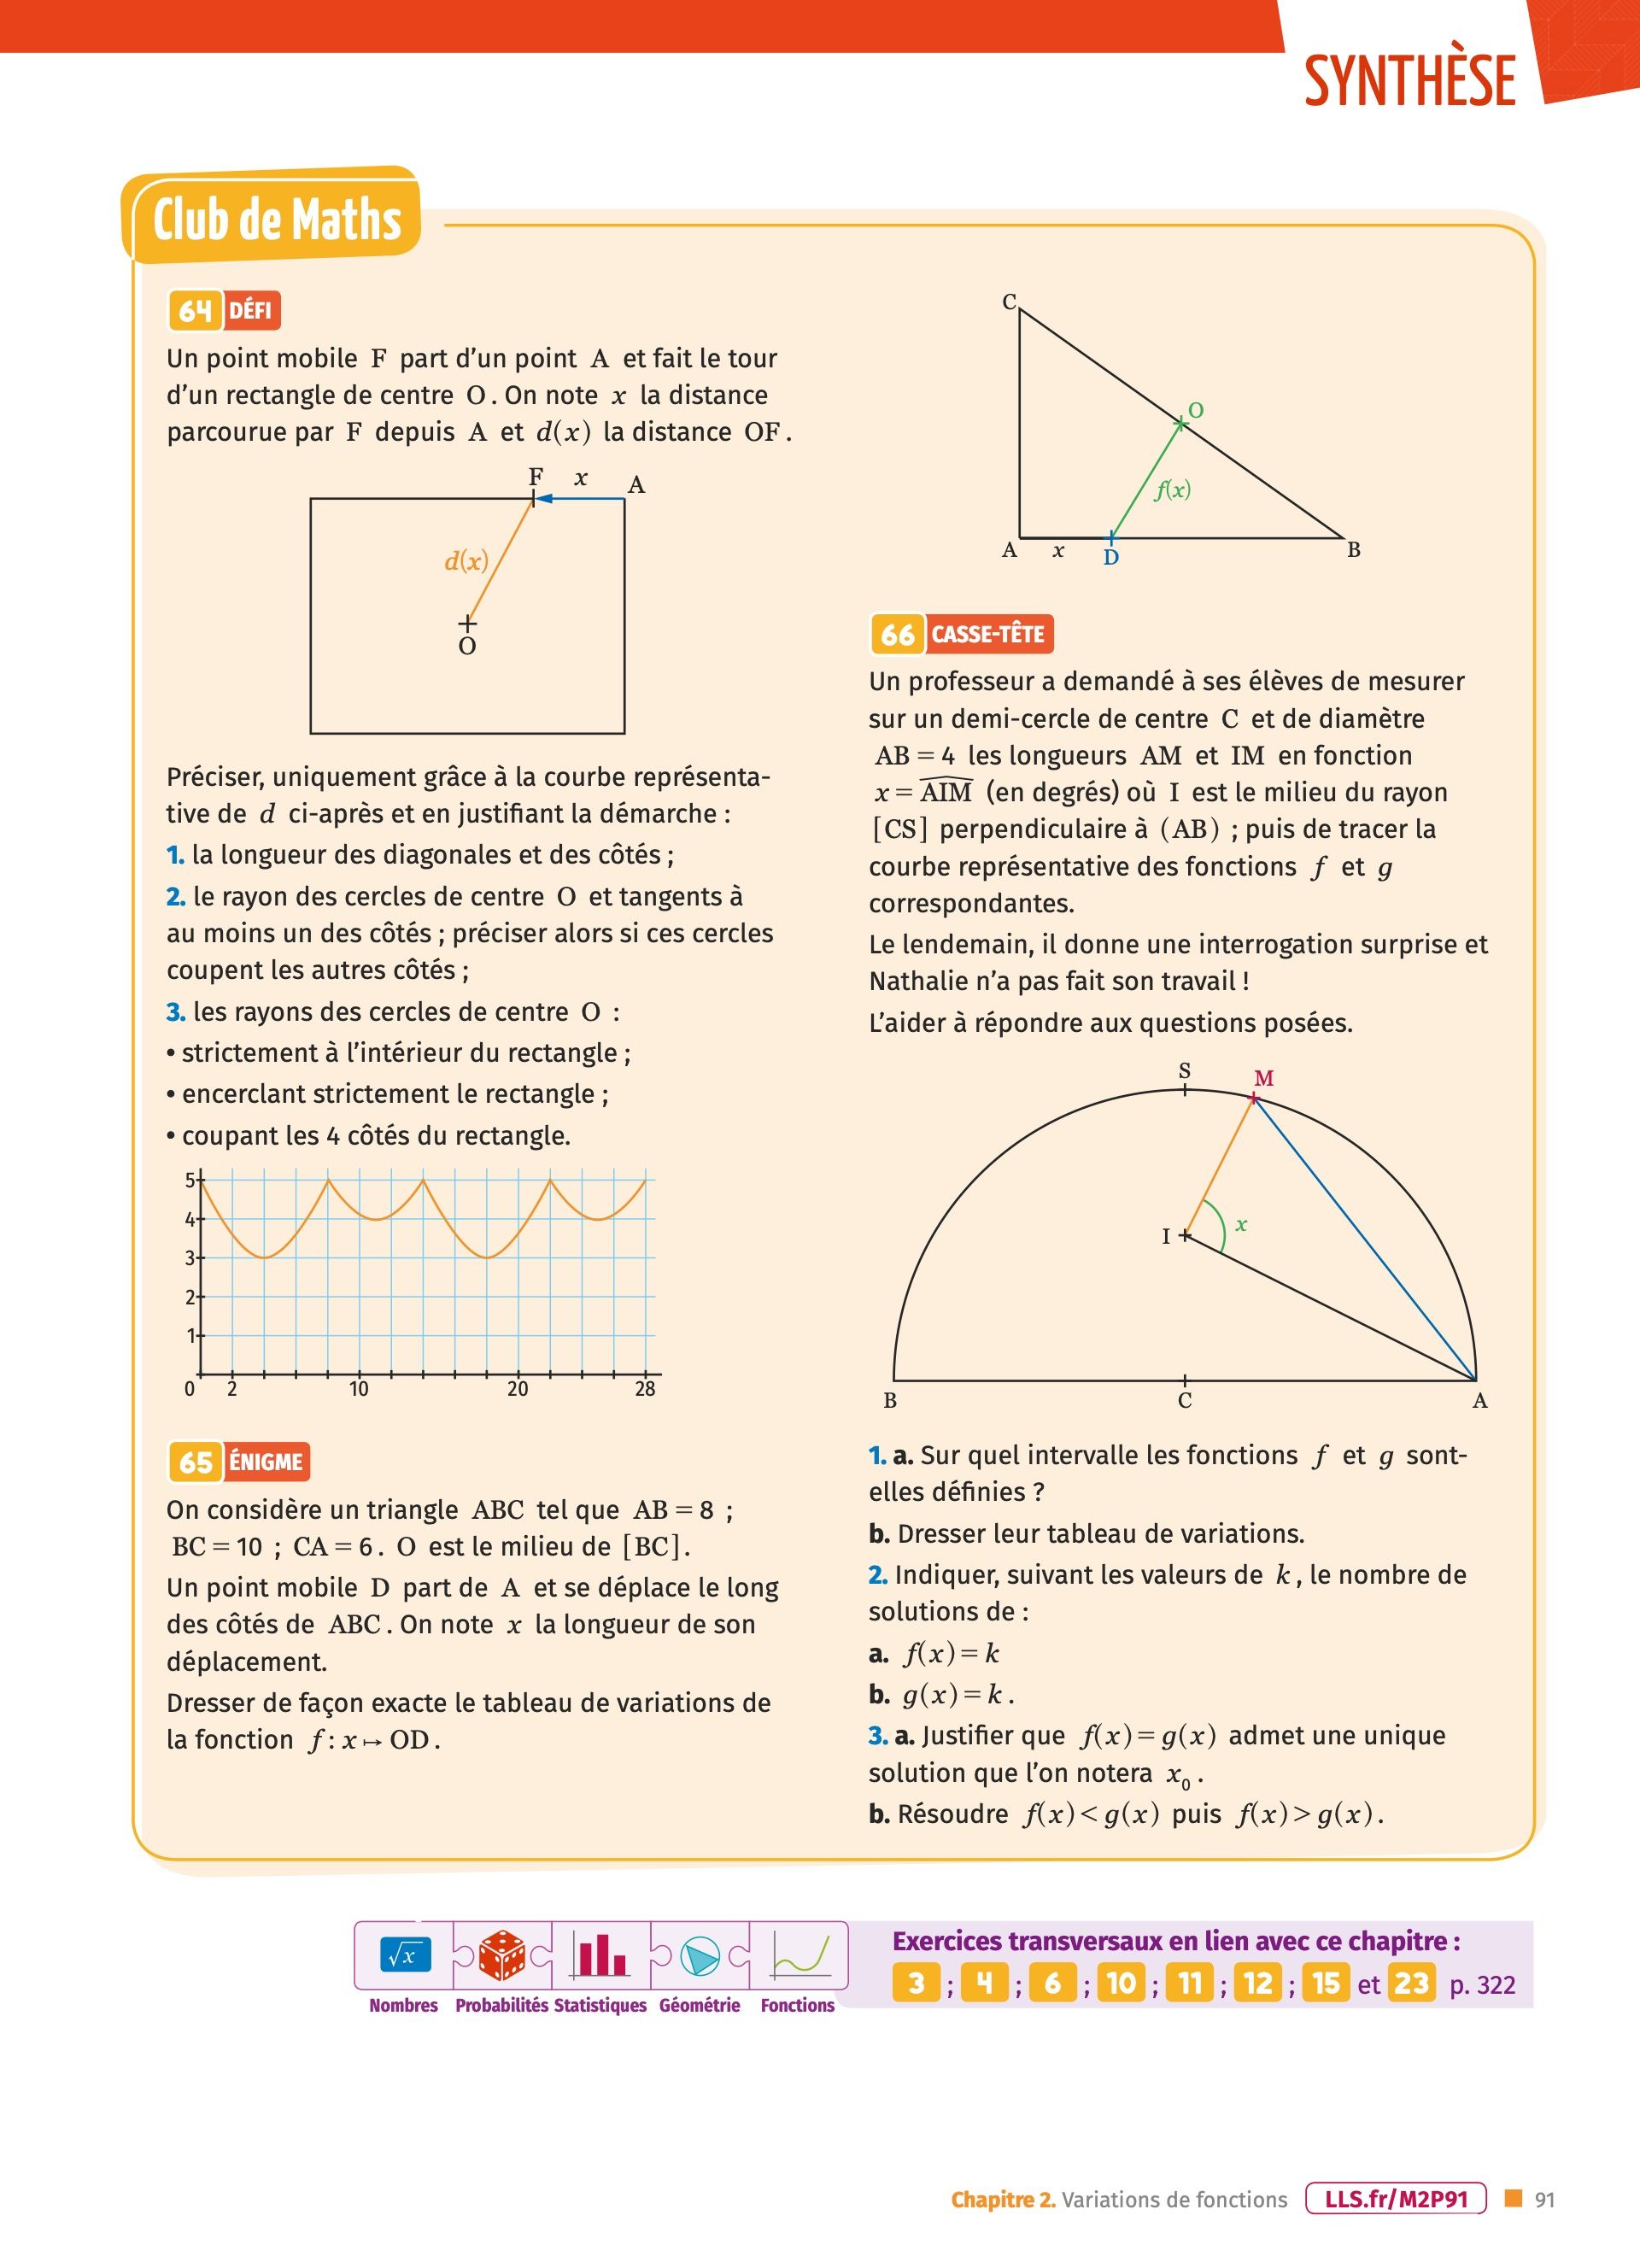 SYNTHÈSE
Club de Maths
64 DÉFI
Un point mobile F part d’un point A et fait le tour
d’un rectangle de centre O. On note x la distance
parcourue par F depuis A et d(x) la distance OF.
F x A
d(x)
O
Préciser, uniquement grâce à la courbe représenta-
tive de d ci-après et en justifiant la démarche :
1. la longueur des diagonales et des côtés ;
2. le rayon des cercles de centre O et tangents à
au moins un des côtés ; préciser alors si ces cercles
coupent les autres côtés ;
3. les rayons des cercles de centre O :
• strictement à l’intérieur du rectangle ;
• encerclant strictement le rectangle ;
• coupant les 4 côtés du rectangle.
5
4
3
2
1
0 2 10 20 28
65 ÉNIGME
On considère un triangle ABC tel que AB = 8 ;
BC = 10 ; CA = 6. O est le milieu de [BC].
Un point mobile D part de A et se déplace le long
des côtés de ABC. On note x la longueur de son
déplacement.
Dresser de façon exacte le tableau de variations de
la fonction f : x ↦ OD.
C
O
f(x)
A x D B
66 CASSE-TÊTE
Un professeur a demandé à ses élèves de mesurer
sur un demi-cercle de centre C et de diamètre
AB = 4 les longueurs AM et IM en fonction
x = AIM (en degrés) où I est le milieu du rayon
[CS] perpendiculaire à (AB) ; puis de tracer la
courbe représentative des fonctions f et g
correspondantes.
Le lendemain, il donne une interrogation surprise et
Nathalie n’a pas fait son travail !
L’aider à répondre aux questions posées.
S M
I x
B C A
1. a. Sur quel intervalle les fonctions f et g sont-
elles définies ?
b. Dresser leur tableau de variations.
2. Indiquer, suivant les valeurs de k, le nombre de
solutions de :
a. f(x) = k
b. g(x) = k.
3. a. Justifier que f(x) = g(x) admet une unique
solution que l’on notera x₀.
b. Résoudre f(x) < g(x) puis f(x) > g(x).
√x
Nombres Probabilités Statistiques Géométrie Fonctions
Exercices transversaux en lien avec ce chapitre :
3 ; 4 ; 6 ; 10 ; 11 ; 12 ; 15 et 23 p. 322
Chapitre 2. Variations de fonctions LLS.fr/M2P91 91